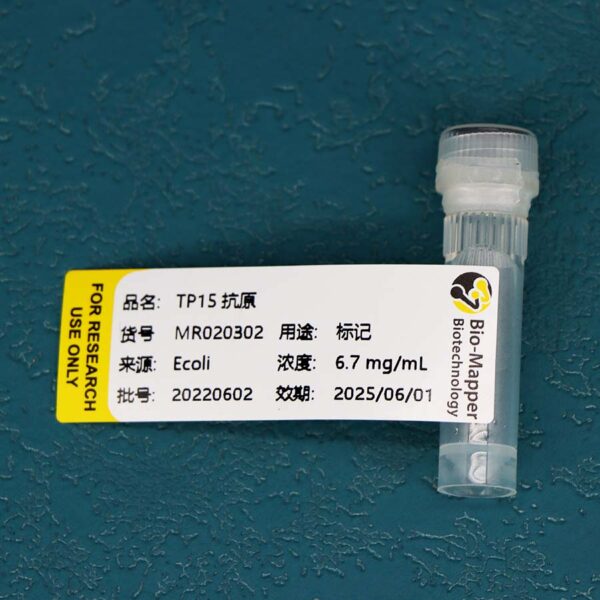 FOR RESEARCH
USE ONLY
品名: TP15 抗原
货号 MR020302 用途: 标记
来源: Ecoli 浓度: 6.7 mg/mL
批号: 20220602 效期: 2025/06/01
Bio-Mapper
Biotechnology